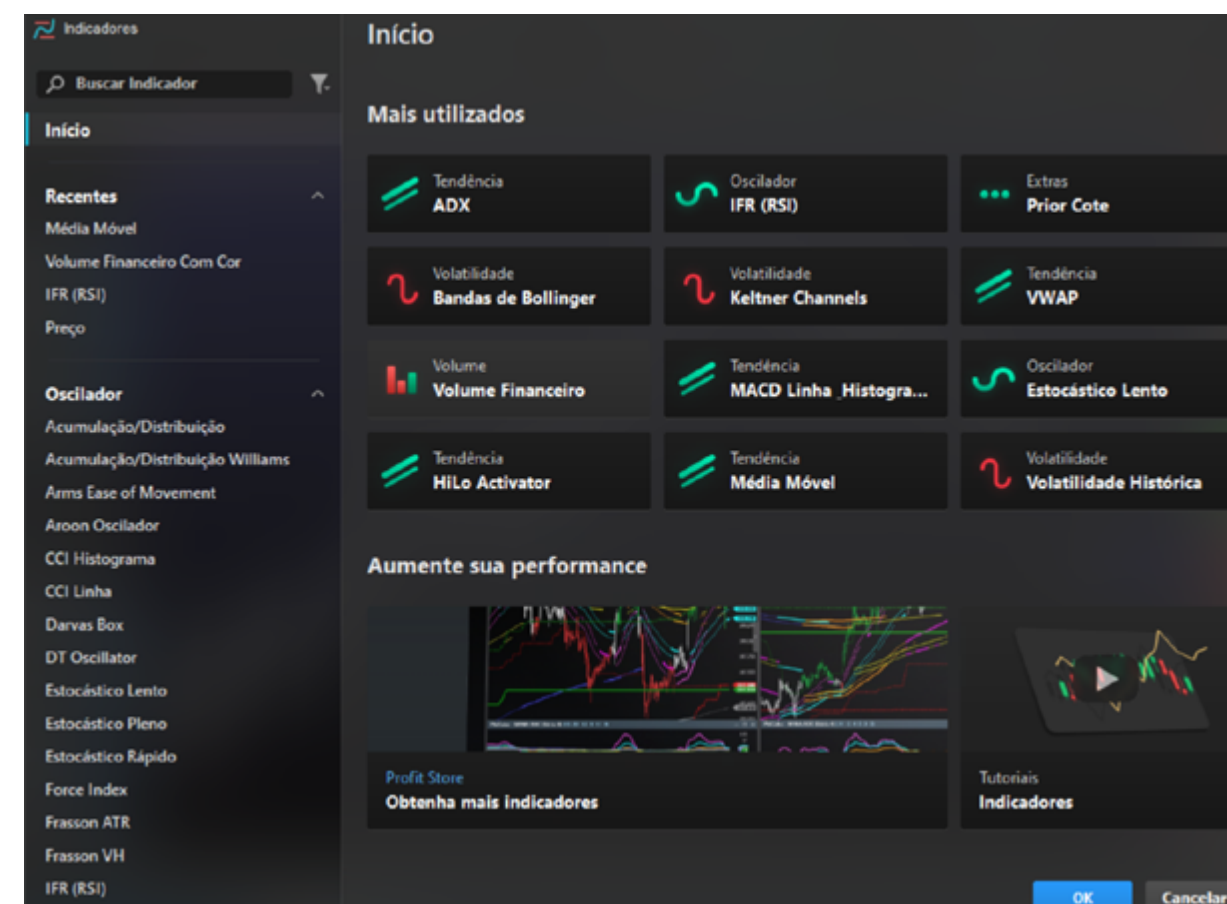 Indicadores
Buscar Indicador
Início
Recentes
Média Móvel
Volume Financeiro Com Cor
IFR (RSI)
Preço
Oscilador
Acumulação/Distribuição
Acumulação/Distribuição Williams
Arms Ease of Movement
Aroon Oscilador
CCI Histograma
CCI Linha
Darvas Box
DT Oscillator
Estocástico Lento
Estocástico Pleno
Estocástico Rápido
Force Index
Frasson ATR
Frasson VH
IFR (RSI)
Início
Mais utilizados
Tendência
ADX
Oscilador
IFR (RSI)
Extras
Prior Cote
Volatilidade
Bandas de Bollinger
Volatilidade
Keltner Channels
Tendência
VWAP
Volume
Volume Financeiro
Tendência
MACD Linha _Histogra...
Oscilador
Estocástico Lento
Tendência
HiLo Activator
Tendência
Média Móvel
Volatilidade
Volatilidade Histórica
Aumente sua performance
Profit Store
Obtenha mais indicadores
Tutoriais
Indicadores
OK
Cancelar